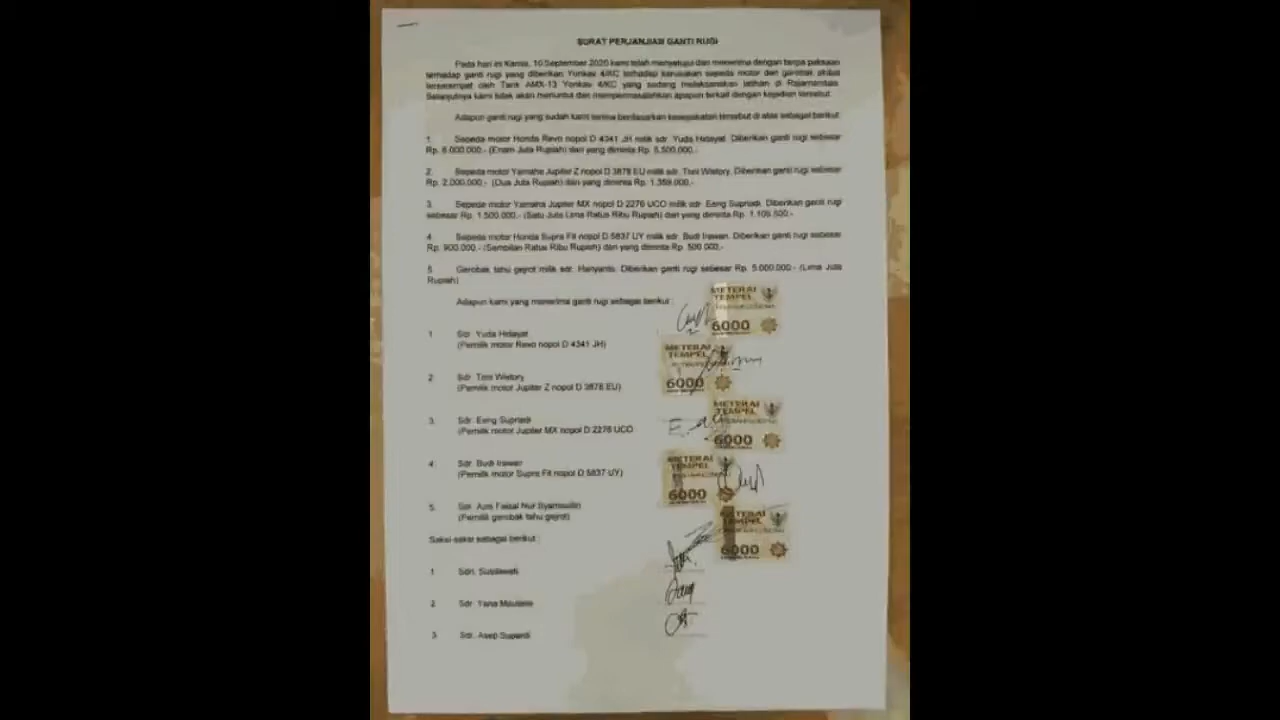 SURAT PERJANJIAN GANTI RUGI
Pada hari ini Kamis, 10 September 2020 kami telah menyetujui dan menerima dengan tanpa paksaan
terhadap ganti rugi yang diberikan Yonkav 4/KC terhadap kerusakan sepeda motor dan gerobak akibat
terserempet oleh Tank AMX-13 Yonkav 4/KC yang sedang melaksanakan latihan di Rajamandala.
Selanjutnya kami tidak akan menuntut dan mempermasalahkan apapun terkait dengan kejadian tersebut.
Adapun ganti rugi yang sudah kami terima berdasarkan kesepakatan tersebut di atas sebagai berikut
1. Sepeda motor Honda Revo nopol D 4341 JH milik sdr. Yuda Hidayat. Diberikan ganti rugi sebesar
Rp. 6.000.000,- (Enam Juta Rupiah) dari yang diminta Rp. 5.500.000,-
2. Sepeda motor Yamaha Jupiter Z nopol D 3878 EU milik sdr. Toni Wistory. Diberikan ganti rugi sebesar
Rp. 2.000.000,- (Dua Juta Rupiah) dari yang diminta Rp. 1.359.000,-
3. Sepeda motor Yamaha Jupiter MX nopol D 2276 UCO milik sdr. Eeng Supriadi. Diberikan ganti rugi
sebesar Rp. 1.500.000,- (Satu Juta Lima Ratus Ribu Rupiah) dari yang diminta Rp. 1.109.500,-
4. Sepeda motor Honda Supra Fit nopol D 5837 UY milik sdr. Budi Irawan. Diberikan ganti rugi sebesar
Rp. 900.000,- (Sembilan Ratus Ribu Rupiah) dari yang diminta Rp. 500.000,-
5. Gerobak tahu gejrot milik sdr. Haryanto. Diberikan ganti rugi sebesar Rp. 5.000.000,- (Lima Juta
Rupiah)
Adapun kami yang menerima ganti rugi sebagai berikut :
1 Sdr. Yuda Hidayat
(Pemilik motor Revo nopol D 4341 JH)
METERAI
TEMPEL
6000
2 Sdr. Toni Wistory
(Pemilik motor Jupiter Z nopol D 3878 EU)
METERAI
TEMPEL
6000
3. Sdr. Eeng Supriadi
(Pemilik motor Jupiter MX nopol D 2276 UCO
METERAI
TEMPEL
6000
4 Sdr. Budi Irawan
(Pemilik motor Supra Fit nopol D 5837 UY)
METERAI
TEMPEL
6000
5. Sdr. Faisal Nur
(Pemilik gerobak tahu gejrot)
METERAI
TEMPEL
6000
Saksi-saksi sebagai berikut :
1 Sdri. Susilawati
2. Sdr. Yana Maulana
3. Sdr. Asep Supardi